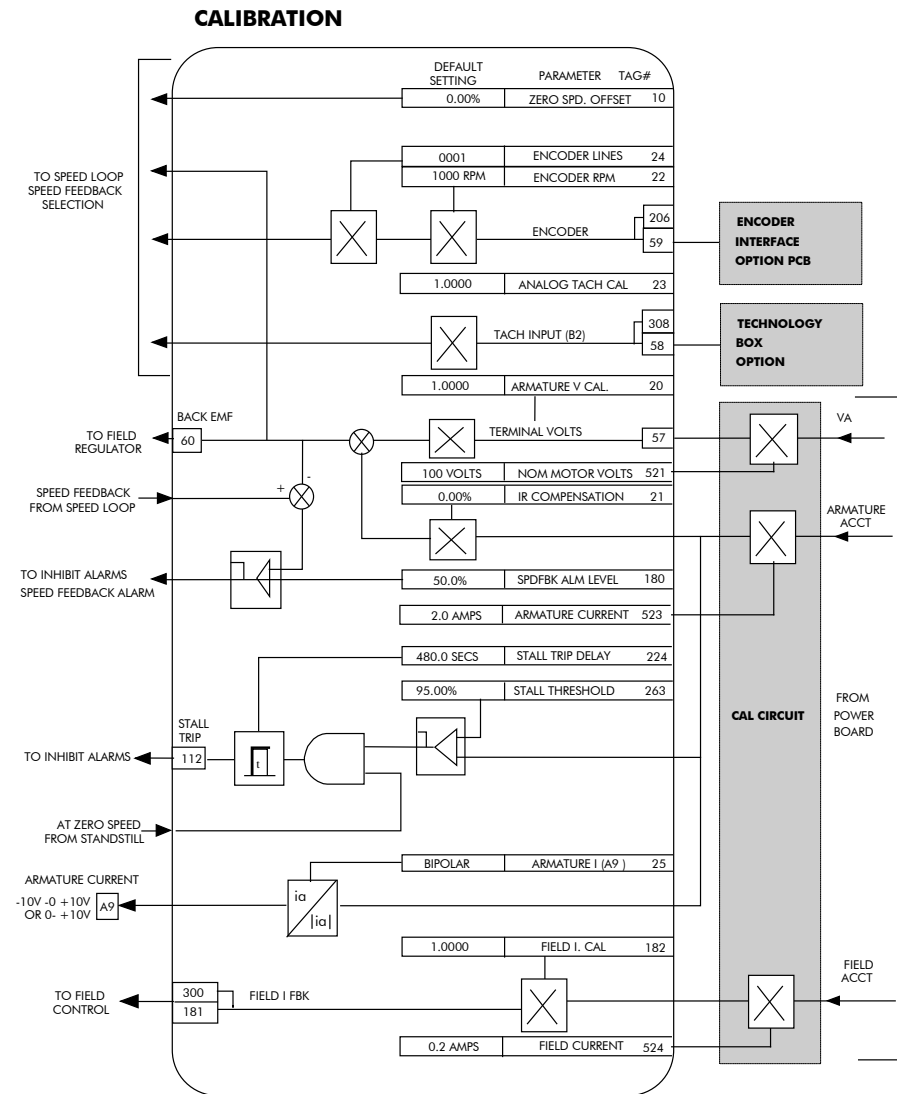 CALIBRATION
DEFAULT
SETTING
PARAMETER TAG#
0.00% ZERO SPD. OFFSET 10
0001 ENCODER LINES 24
1000 RPM ENCODER RPM 22
TO SPEED LOOP
SPEED FEEDBACK
SELECTION
ENCODER
206
59
ENCODER
INTERFACE
OPTION PCB
1.0000 ANALOG TACH CAL 23
TACH INPUT (B2)
308
58
TECHNOLOGY
BOX
OPTION
1.0000 ARMATURE V CAL. 20
BACK EMF
TO FIELD
REGULATOR
60
TERMINAL VOLTS
57
VA
100 VOLTS NOM MOTOR VOLTS 521
0.00% IR COMPENSATION 21
-
+
SPEED FEEDBACK
FROM SPEED LOOP
ARMATURE
ACCT
TO INHIBIT ALARMS
SPEED FEEDBACK ALARM
50.0% SPDFBK ALM LEVEL 180
2.0 AMPS ARMATURE CURRENT 523
480.0 SECS STALL TRIP DELAY 224
95.00% STALL THRESHOLD 263
CAL CIRCUIT
FROM
POWER
BOARD
STALL
TRIP
TO INHIBIT ALARMS
112
t
AT ZERO SPEED
FROM STANDSTILL
BIPOLAR ARMATURE I (A9 ) 25
ARMATURE CURRENT
-10V -0 +10V
OR 0- +10V
A9
ia
|ia|
1.0000 FIELD I. CAL 182
FIELD
ACCT
TO FIELD
CONTROL
300
181
FIELD I FBK
0.2 AMPS FIELD CURRENT 524